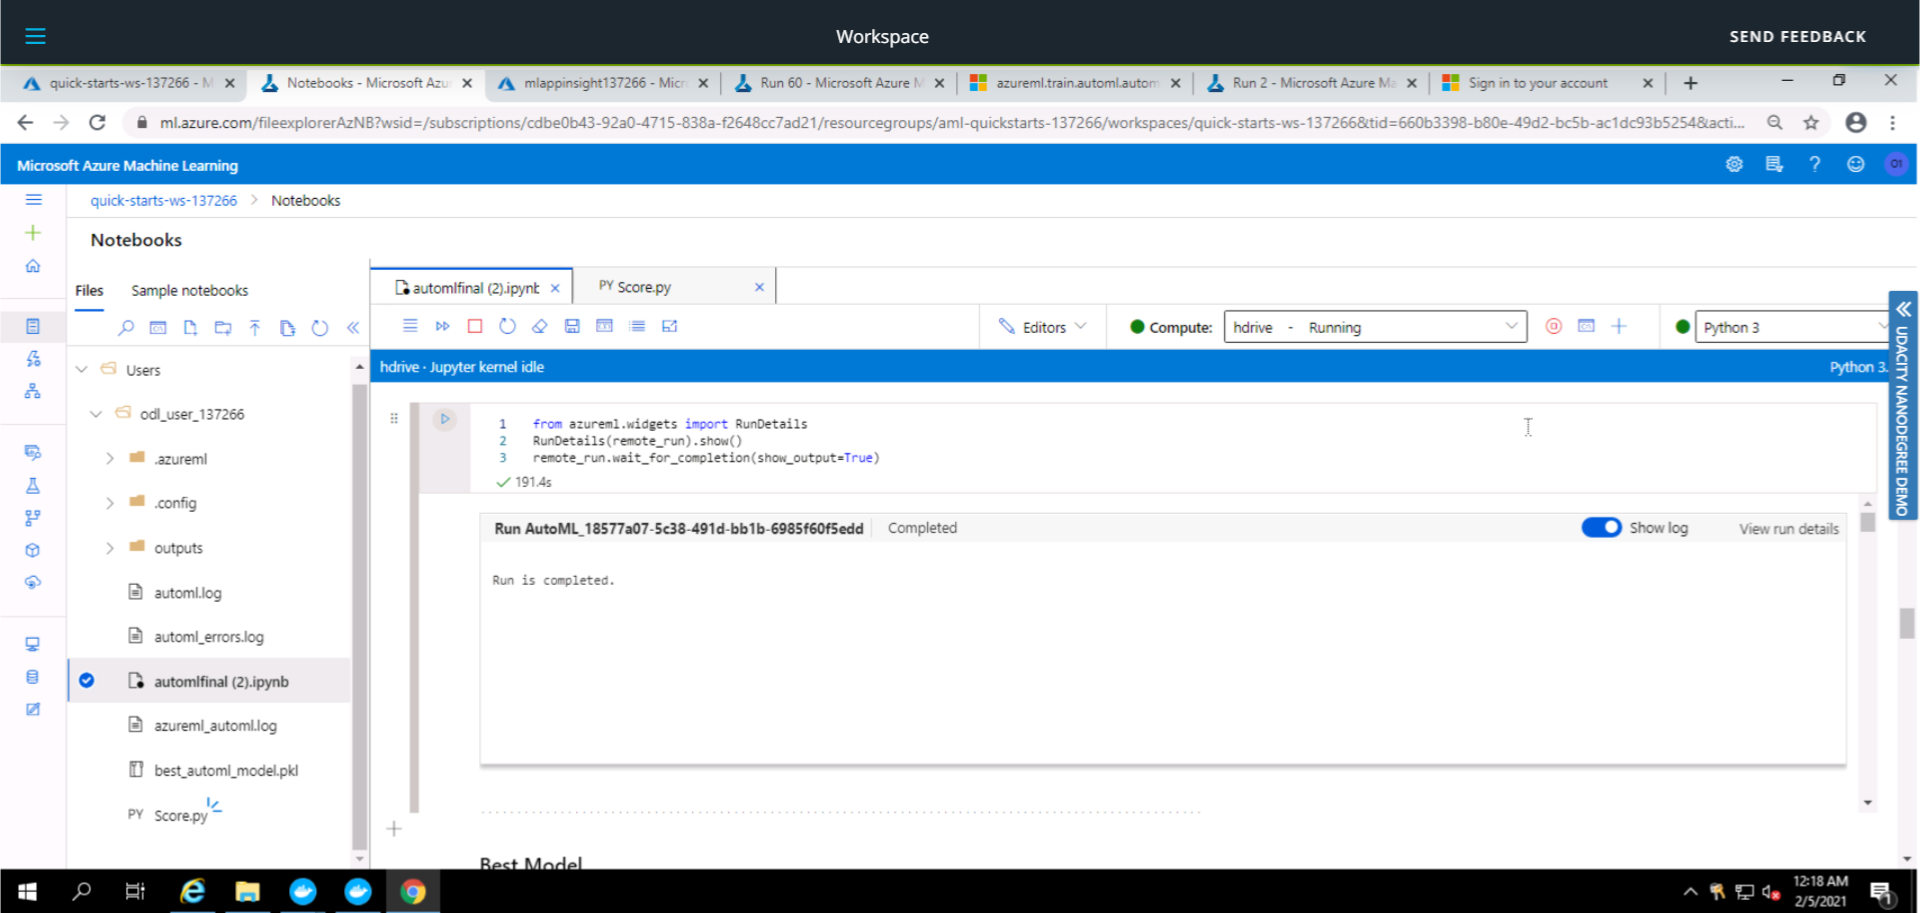 Workspace
SEND FEEDBACK
quick-starts-ws-137266 - M
Notebooks - Microsoft Azur
mlappinsight137266 - Micr
Run 60 - Microsoft Azure M
azureml.train.automl.autom
Run 2 - Microsoft Azure Ma
Sign in to your account
ml.azure.com/fileexplorerAzNB?wsid=/subscriptions/cdbe0b43-92a0-4715-838a-f2648cc7ad21/resourcegroups/aml-quickstarts-137266/workspaces/quick-starts-ws-137266&tid=660b3398-b80e-49d2-bc5b-ac1dc93b5254&acti...
Microsoft Azure Machine Learning
?
O1
quick-starts-ws-137266 > Notebooks
Notebooks
Files
Sample notebooks
automlfinal (2).ipynb
PY Score.py
Editors
Compute:
hdrive - Running
Python 3
hdrive · Jupyter kernel idle
Python 3.
UDACITY NANODEGREE DEMO
Users
odl_user_137266
.azureml
.config
outputs
automl.log
automl_errors.log
automlfinal (2).ipynb
azureml_automl.log
best_automl_model.pkl
PY Score.py
1 from azureml.widgets import RunDetails
2 RunDetails(remote_run).show()
3 remote_run.wait_for_completion(show_output=True)
191.4s
Run AutoML_18577a07-5c38-491d-bb1b-6985f60f5edd
Completed
Show log
View run details
Run is completed.
Best Model
12:18 AM
2/5/2021
1